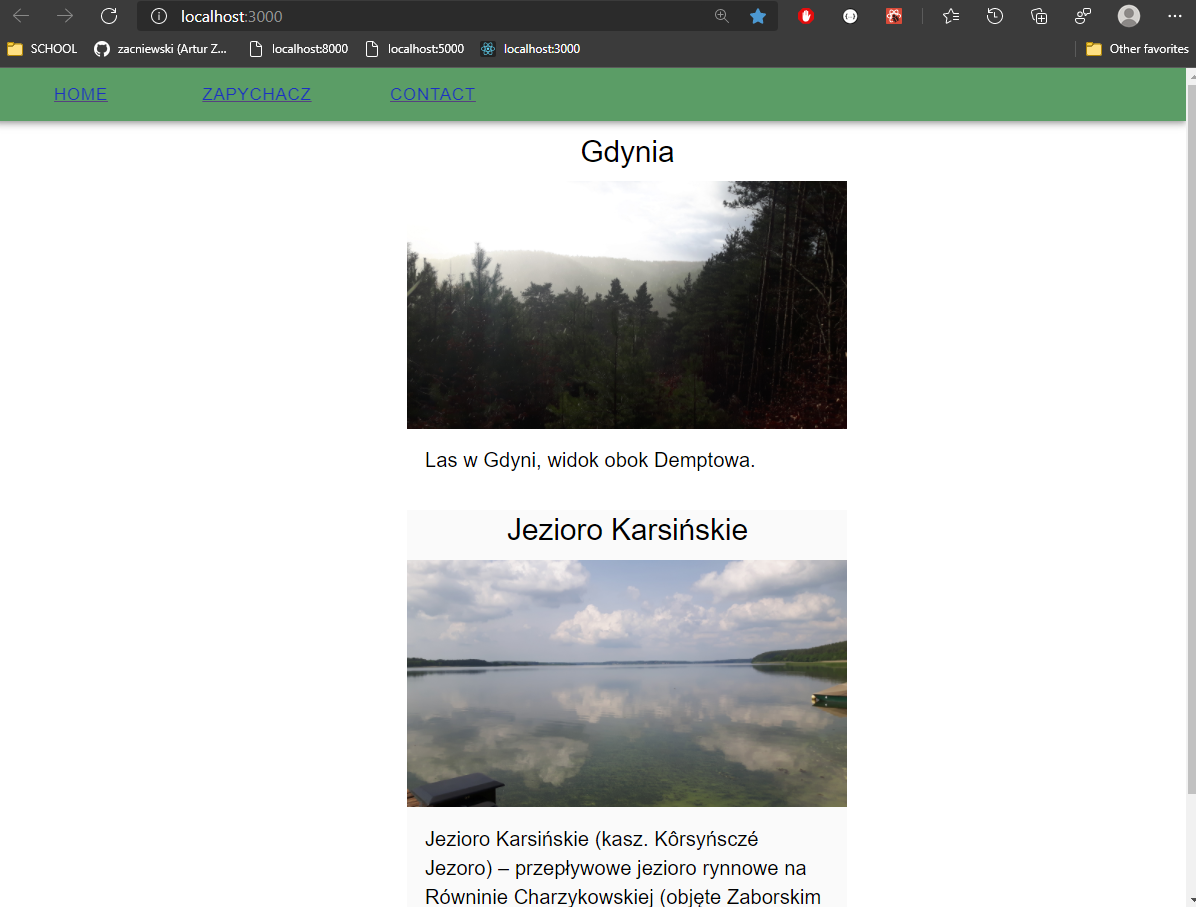 localhost:3000
SCHOOL zacniewski (Artur Z... localhost:8000 localhost:5000 localhost:3000 Other favorites
HOME ZAPYCHACZ CONTACT
Gdynia
Las w Gdyni, widok obok Demptowa.
Jezioro Karsińskie
Jezioro Karsińskie (kasz. Kôrsyńsczé
Jezoro) – przepływowe jezioro rynnowe na
Równinie Charzykowskiej (objęte Zaborskim